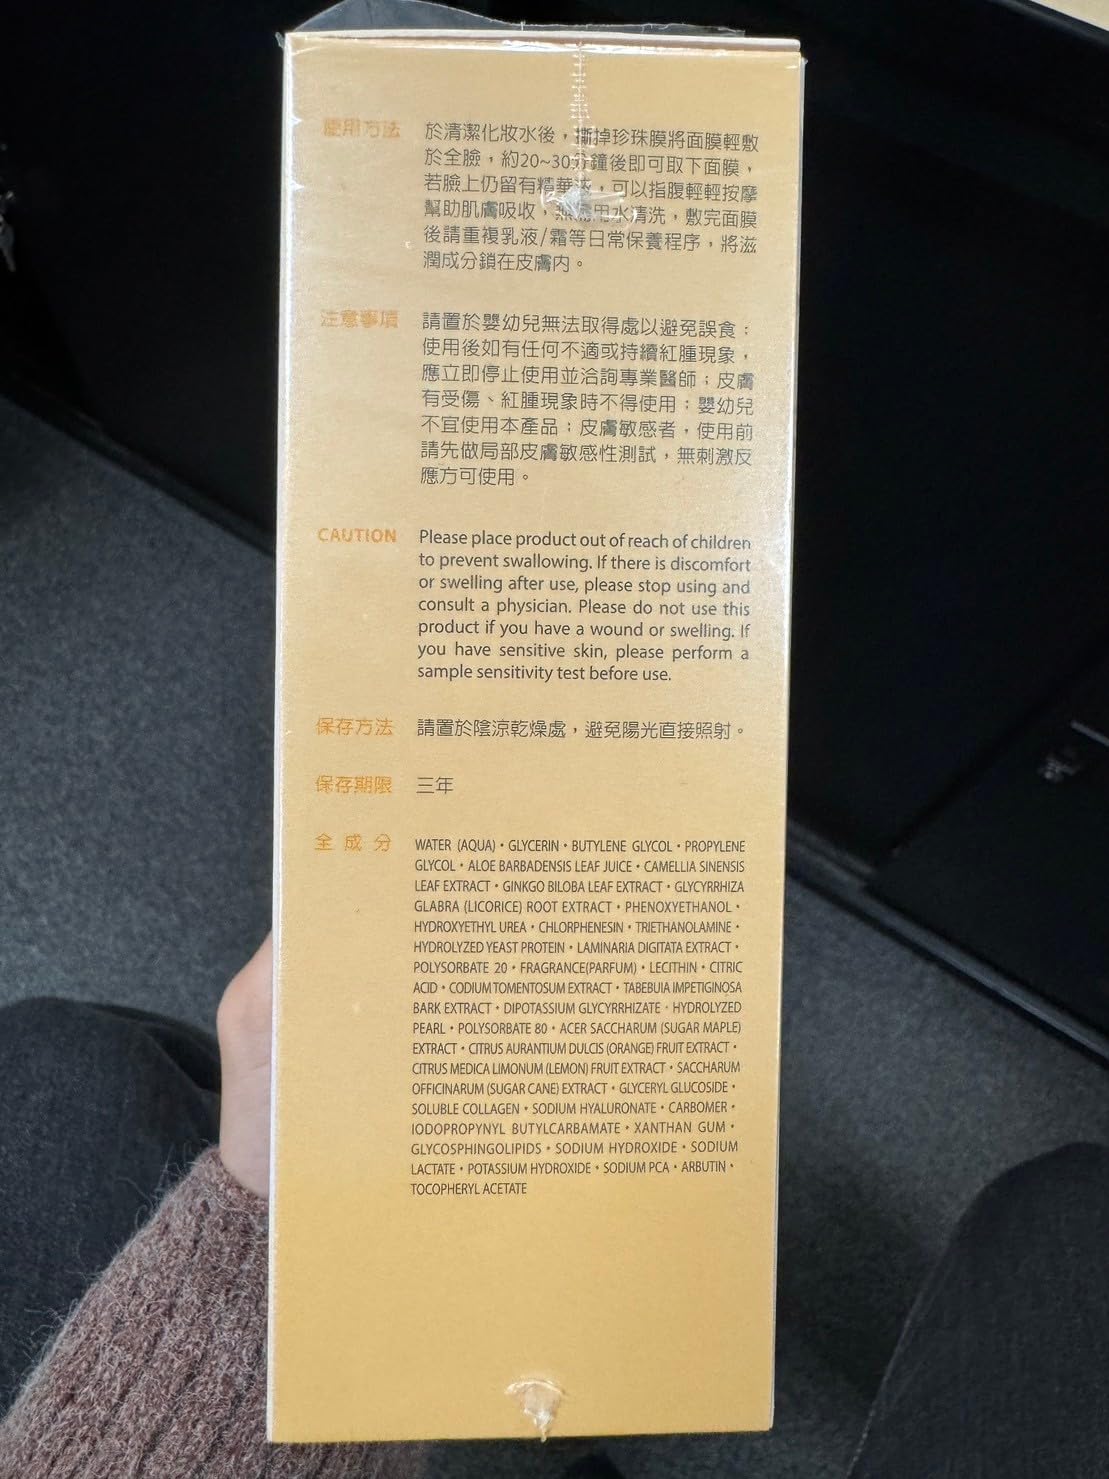 使用方法
於清潔化妝水後，撕掉珍珠膜將面膜輕敷
於全臉，約20~30分鐘後即可取下面膜，
若臉上仍留有精華液，可以指腹輕輕按摩
幫助肌膚吸收，無需用水清洗，敷完面膜
後請重複乳液/霜等日常保養程序，將滋
潤成分鎖在皮膚內。
注意事項
請置於嬰幼兒無法取得處以避免誤食；
使用後如有任何不適或持續紅腫現象，
應立即停止使用並洽詢專業醫師；皮膚
有受傷、紅腫現象時不得使用；嬰幼兒
不宜使用本產品；皮膚敏感者，使用前
請先做局部皮膚敏感性測試，無刺激反
應方可使用。
CAUTION
Please place product out of reach of children
to prevent swallowing. If there is discomfort
or swelling after use, please stop using and
consult a physician. Please do not use this
product if you have a wound or swelling. If
you have sensitive skin, please perform a
sample sensitivity test before use.
保存方法 請置於陰涼乾燥處，避免陽光直接照射。
保存期限 三年
全成分
WATER (AQUA)・GLYCERIN・BUTYLENE GLYCOL・PROPYLENE
GLYCOL・ALOE BARBADENSIS LEAF JUICE・CAMELLIA SINENSIS
LEAF EXTRACT・GINKGO BILOBA LEAF EXTRACT・GLYCYRRHIZA
GLABRA (LICORICE) ROOT EXTRACT・PHENOXYETHANOL・
HYDROXYETHYL UREA・CHLORPHENESIN・TRIETHANOLAMINE・
HYDROLYZED YEAST PROTEIN・LAMINARIA DIGITATA EXTRACT・
POLYSORBATE 20・FRAGRANCE(PARFUM)・LECITHIN・CITRIC
ACID・CODIUM TOMENTOSUM EXTRACT・TABEBUIA IMPETIGINOSA
BARK EXTRACT・DIPOTASSIUM GLYCYRRHIZATE・HYDROLYZED
PEARL・POLYSORBATE 80・ACER SACCHARUM (SUGAR MAPLE)
EXTRACT・CITRUS AURANTIUM DULCIS (ORANGE) FRUIT EXTRACT・
CITRUS MEDICA LIMONUM (LEMON) FRUIT EXTRACT・SACCHARUM
OFFICINARUM (SUGAR CANE) EXTRACT・GLYCERYL GLUCOSIDE・
SOLUBLE COLLAGEN・SODIUM HYALURONATE・CARBOMER・
IODOPROPYNYL BUTYLCARBAMATE・XANTHAN GUM・
GLYCOSPHINGOLIPIDS・SODIUM HYDROXIDE・SODIUM
LACTATE・POTASSIUM HYDROXIDE・SODIUM PCA・ARBUTIN・
TOCOPHERYL ACETATE